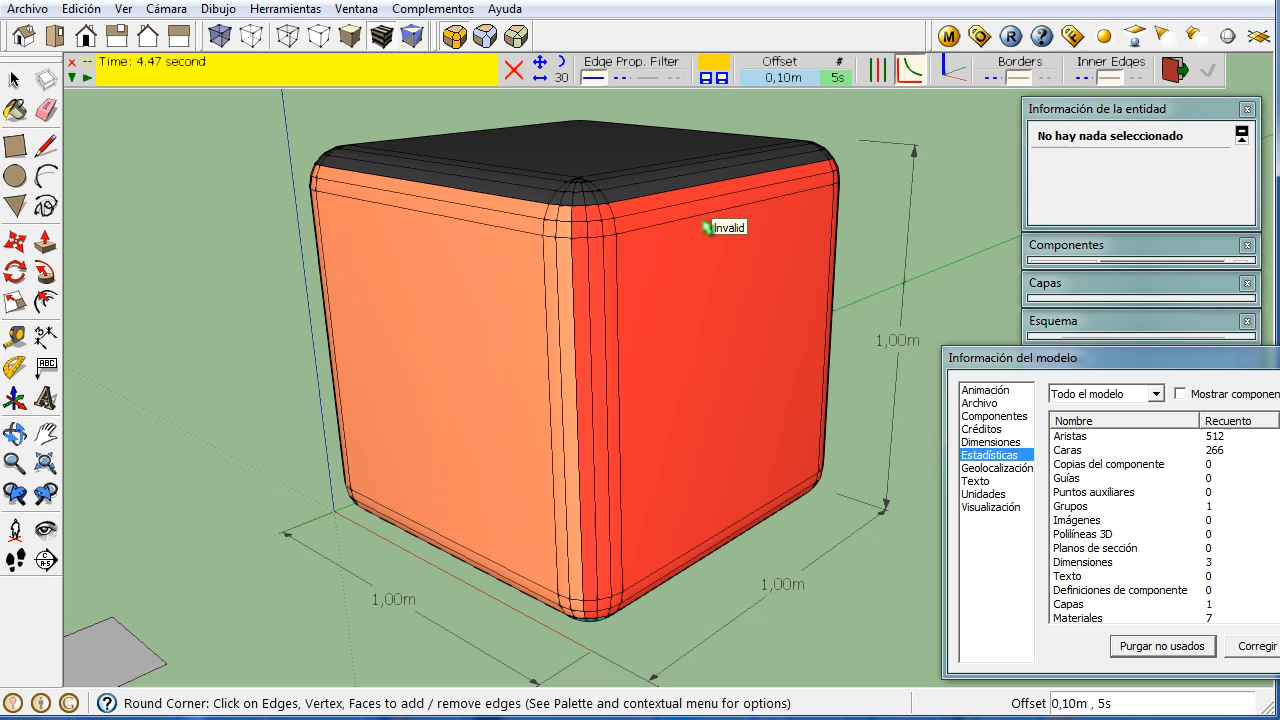 Archivo Edición Ver Cámara Dibujo Herramientas Ventana Complementos Ayuda
M R ? F
Time: 4.47 second
30
Edge Prop. Filter
Offset #
0,10m 5s
Borders
Inner Edges
ABC
Información de la entidad
No hay nada seleccionado
Invalid
Componentes
Capas
Esquema
1,00m
1,00m
1,00m
Información del modelo
Animación
Archivo
Componentes
Créditos
Dimensiones
Estadísticas
Geolocalización
Texto
Unidades
Visualización
Todo el modelo Mostrar componen
Nombre Recuento
Aristas 512
Caras 266
Copias del componente 0
Guías 0
Puntos auxiliares 0
Grupos 1
Imágenes 0
Polilíneas 3D 0
Planos de sección 0
Dimensiones 3
Texto 0
Definiciones de componente 0
Capas 1
Materiales 7
Purgar no usados Corregir
Round Corner: Click on Edges, Vertex, Faces to add / remove edges (See Palette and contextual menu for options) Offset 0,10m , 5s